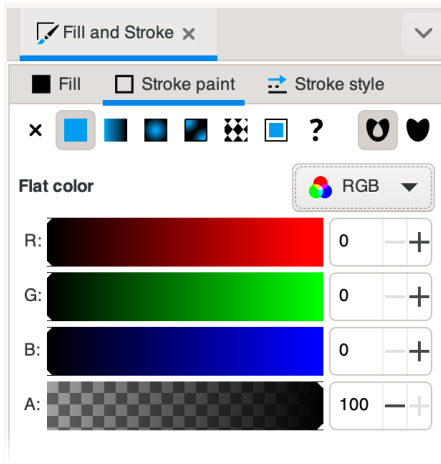 Fill and Stroke
Fill Stroke paint Stroke style
?
Flat color RGB
R: 0
G: 0
B: 0
A: 100